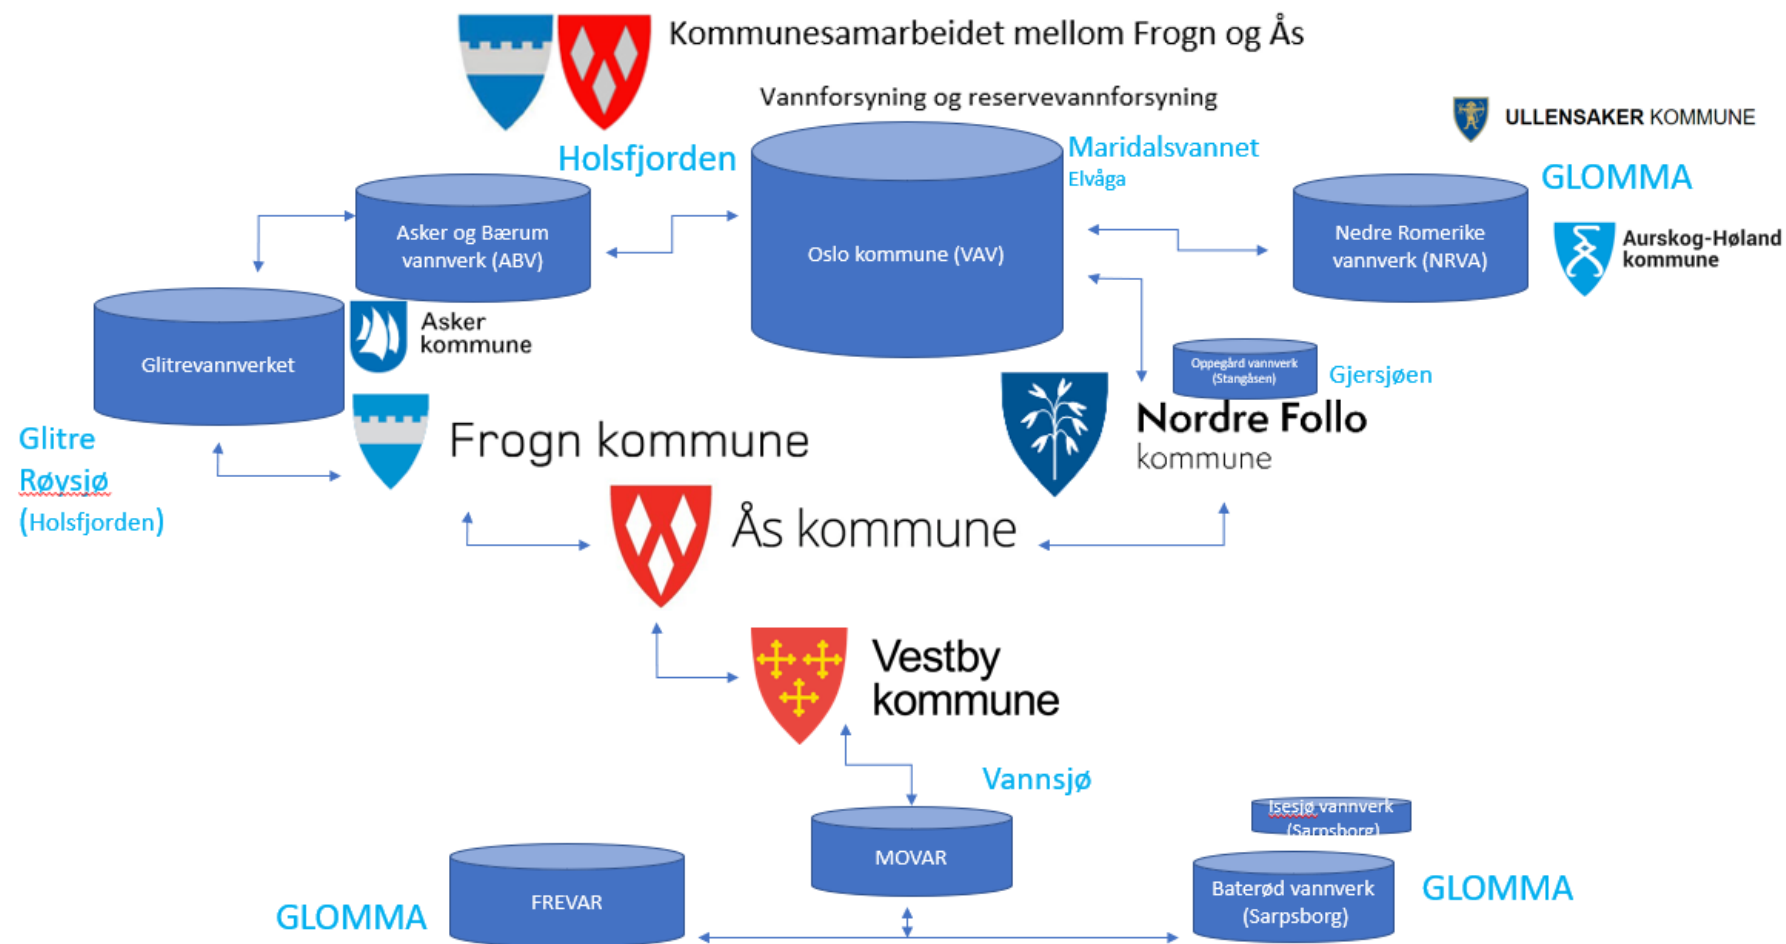 Kommunesamarbeidet mellom Frogn og Ås
Vannforsyning og reservevannforsyning
ULLENSAKER KOMMUNE
Holsfjorden
Maridalsvannet
Elvåga
GLOMMA
Asker og Bærum
vannverk (ABV)
Oslo kommune (VAV)
Nedre Romerike
vannverk (NRVA)
Aurskog-Høland
kommune
Asker
kommune
Glitrevannverket
Oppegård vannverk
(Stangåsen)
Gjersjøen
Glitre
Røysjø
(Holsfjorden)
Frogn kommune
Nordre Follo
kommune
Ås kommune
Vestby
kommune
Vannsjø
Isesjø vannverk
(Sarpsborg)
MOVAR
FREVAR
GLOMMA
Baterød vannverk
(Sarpsborg)
GLOMMA